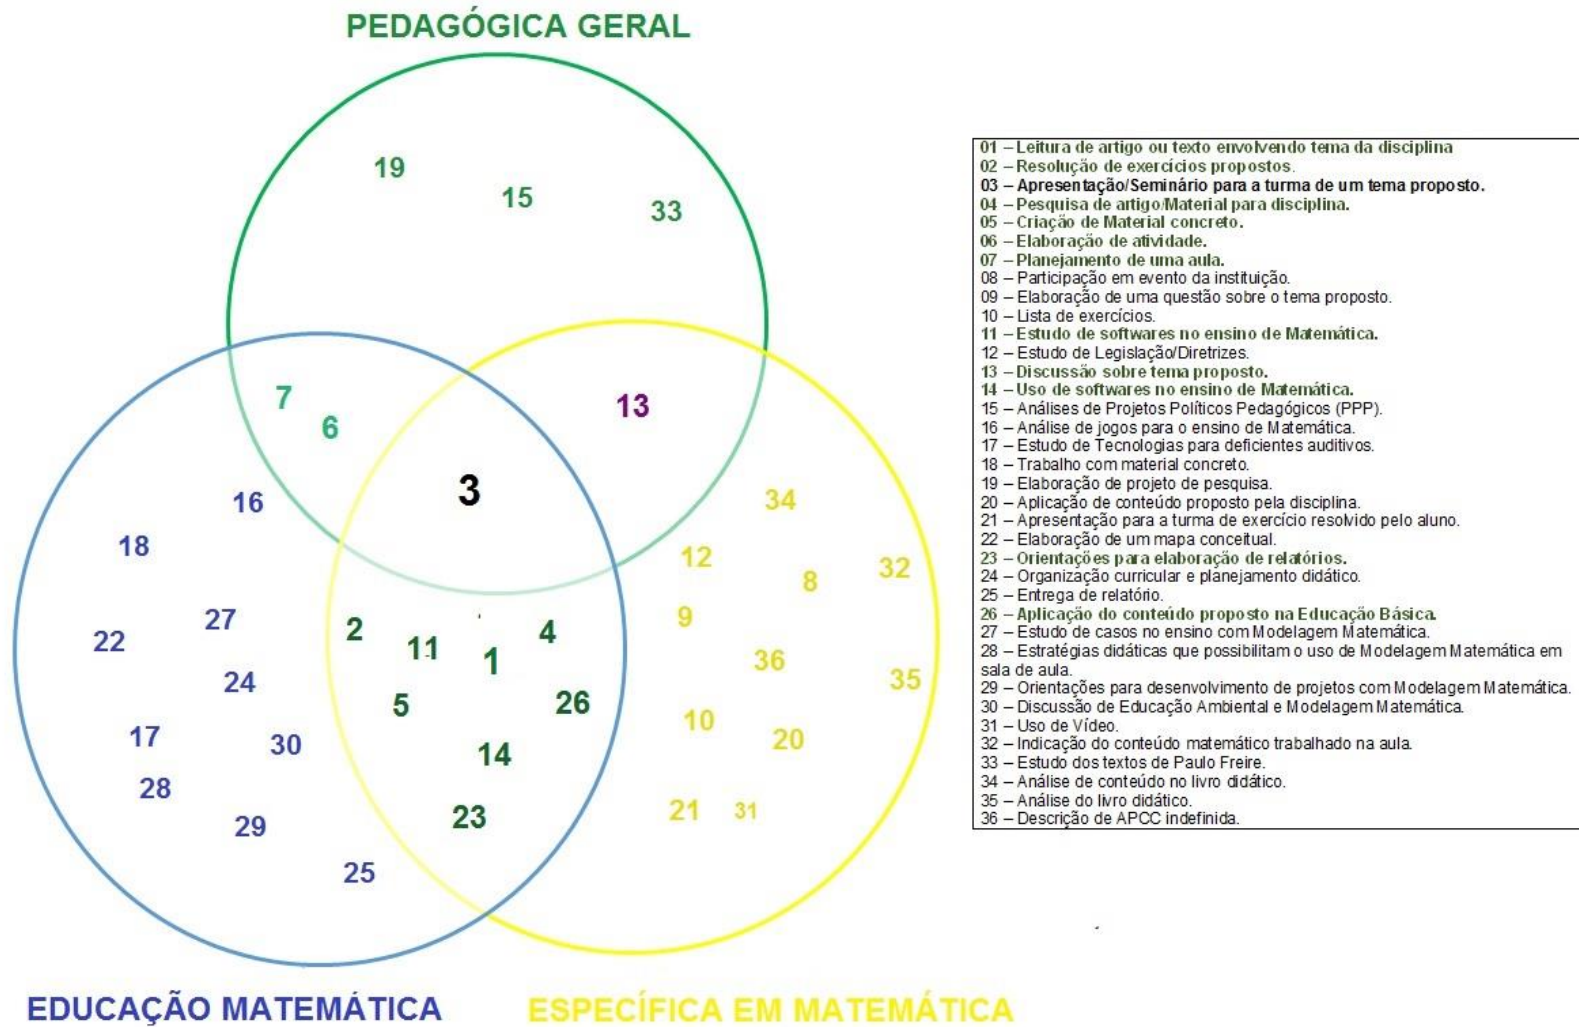 PEDAGÓGICA GERAL
19
15
33
7
6
13
3
16
18
27
22
24
17
30
28
29
25
2
11
1
4
5
26
14
23
34
12
8
32
9
36
35
10
20
21
31
EDUCAÇÃO MATEMÁTICA
ESPECÍFICA EM MATEMÁTICA
01 – Leitura de artigo ou texto envolvendo tema da disciplina
02 – Resolução de exercícios propostos.
03 – Apresentação/Seminário para a turma de um tema proposto.
04 – Pesquisa de artigo/Material para disciplina.
05 – Criação de Material concreto.
06 – Elaboração de atividade.
07 – Planejamento de uma aula.
08 – Participação em evento da instituição.
09 – Elaboração de uma questão sobre o tema proposto.
10 – Lista de exercícios.
11 – Estudo de softwares no ensino de Matemática.
12 – Estudo de Legislação/Diretrizes.
13 – Discussão sobre tema proposto.
14 – Uso de softwares no ensino de Matemática.
15 – Análises de Projetos Políticos Pedagógicos (PPP).
16 – Análise de jogos para o ensino de Matemática.
17 – Estudo de Tecnologias para deficientes auditivos.
18 – Trabalho com material concreto.
19 – Elaboração de projeto de pesquisa.
20 – Aplicação de conteúdo proposto pela disciplina.
21 – Apresentação para a turma de exercício resolvido pelo aluno.
22 – Elaboração de um mapa conceitual.
23 – Orientações para elaboração de relatórios.
24 – Organização curricular e planejamento didático.
25 – Entrega de relatório.
26 – Aplicação do conteúdo proposto na Educação Básica.
27 – Estudo de casos no ensino com Modelagem Matemática.
28 – Estratégias didáticas que possibilitam o uso de Modelagem Matemática em
sala de aula.
29 – Orientações para desenvolvimento de projetos com Modelagem Matemática.
30 – Discussão de Educação Ambiental e Modelagem Matemática.
31 – Uso de Vídeo.
32 – Indicação do conteúdo matemático trabalhado na aula.
33 – Estudo dos textos de Paulo Freire.
34 – Análise de conteúdo no livro didático.
35 – Análise do livro didático.
36 – Descrição de APCC indefinida.